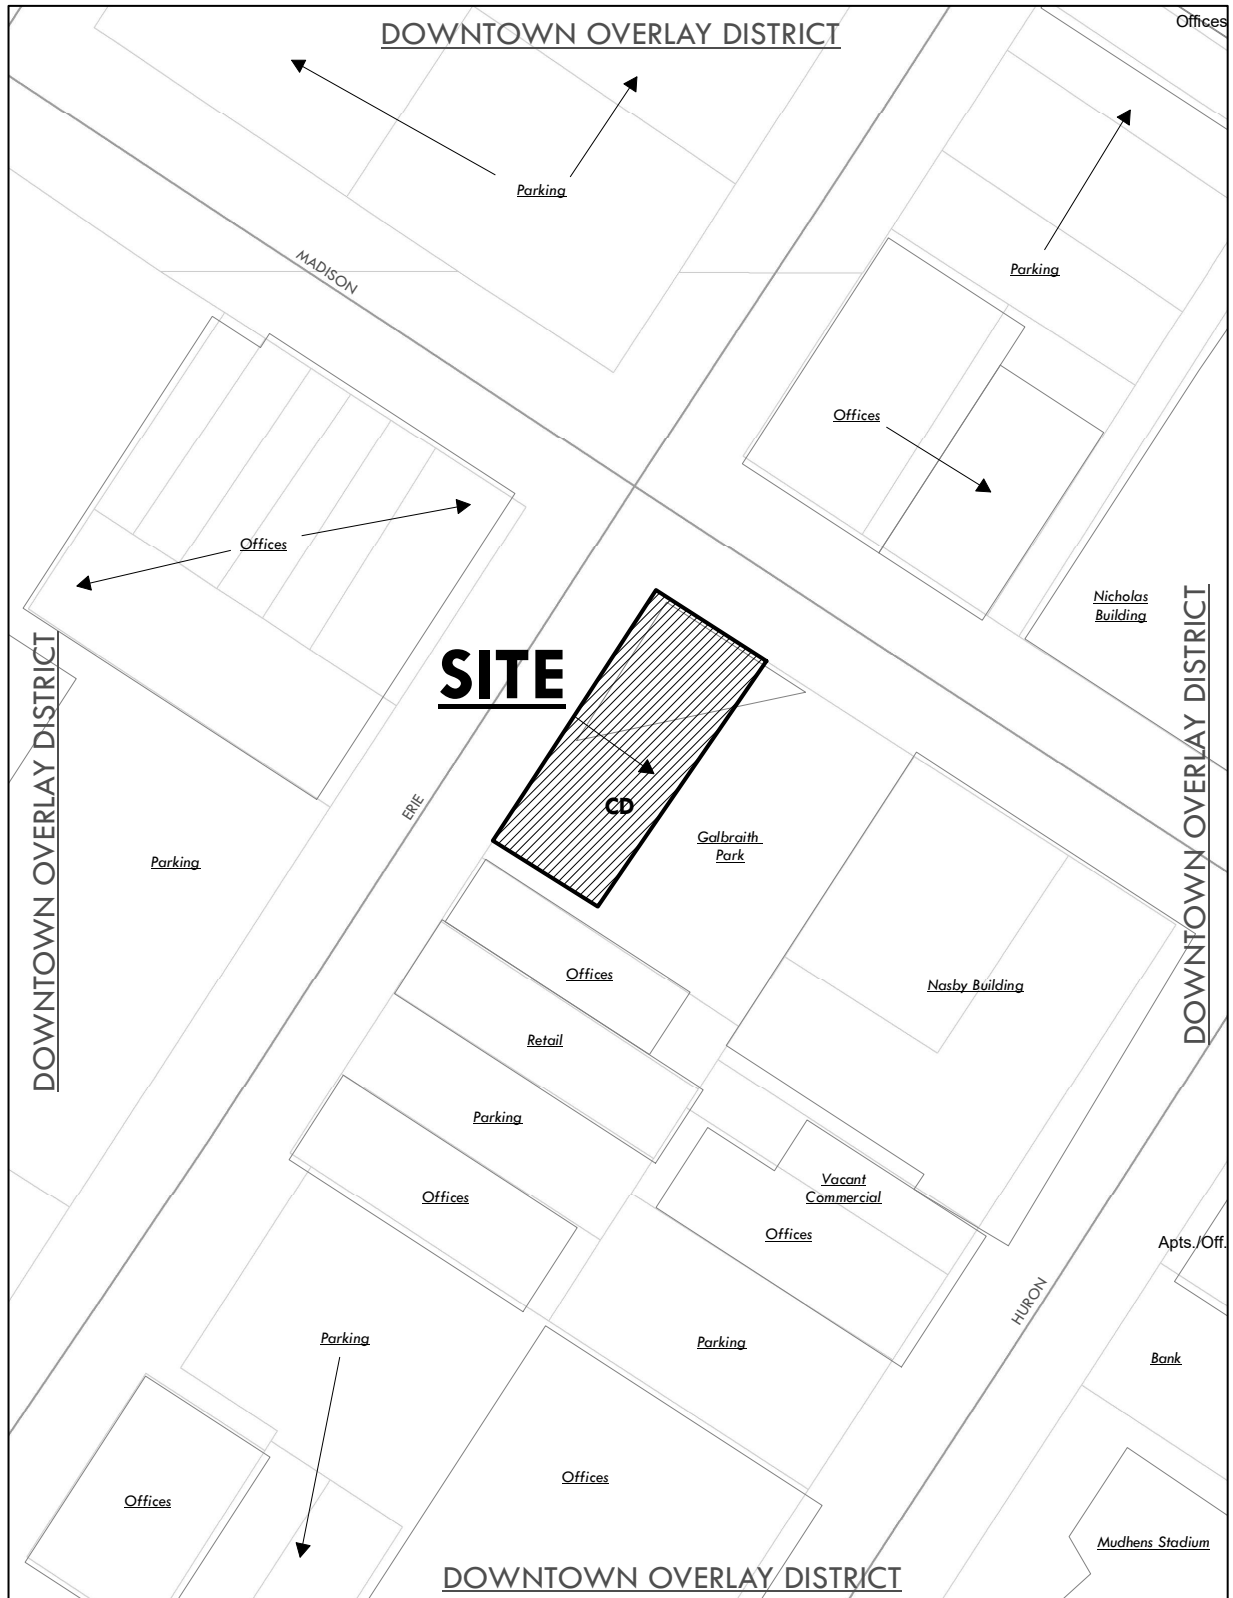 Offices
DOWNTOWN OVERLAY DISTRICT
Parking
Parking
MADISON
Offices
Offices
Nicholas
Building
DOWNTOWN OVERLAY DISTRICT
DOWNTOWN OVERLAY DISTRICT
SITE
CD
ERIE
Galbraith
Park
Parking
Offices
Nasby Building
Retail
Parking
Vacant
Commercial
Offices
Offices
Apts./Off.
HURON
Parking
Parking
Bank
Offices
Offices
Mudhens Stadium
DOWNTOWN OVERLAY DISTRICT